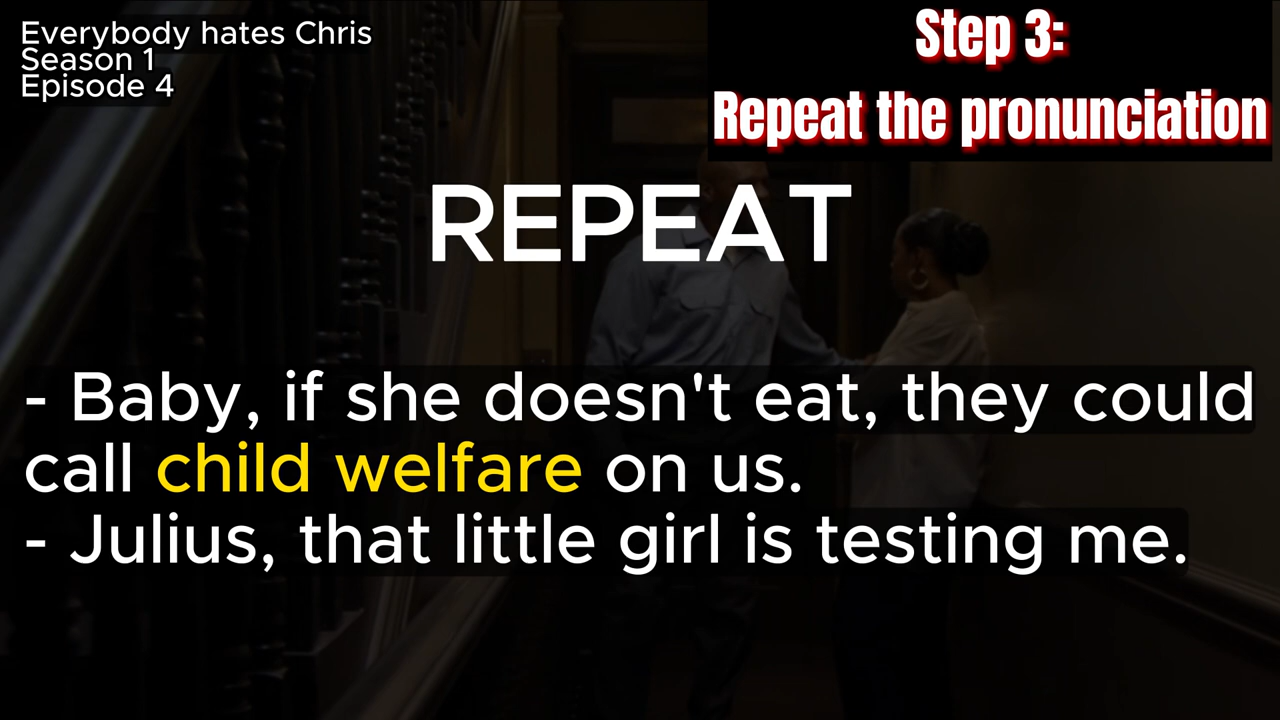 Everybody hates Chris
Season 1
Episode 4
Step 3:
Repeat the pronunciation
REPEAT
- Baby, if she doesn't eat, they could
call child welfare on us.
- Julius, that little girl is testing me.